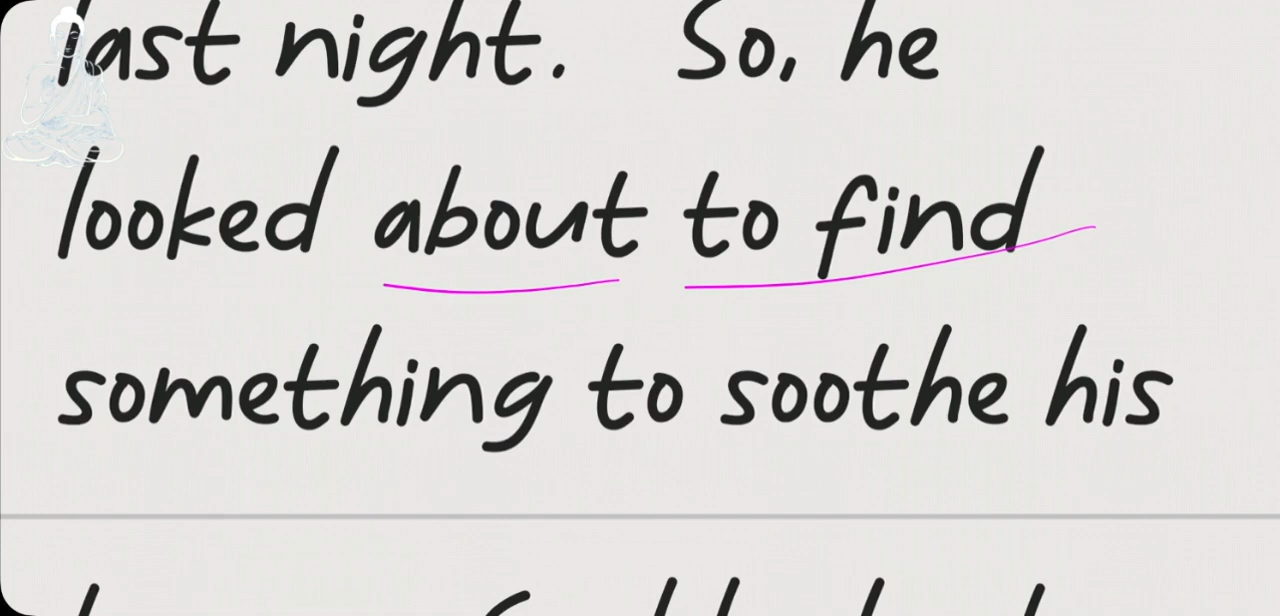 last night. So, he
looked about to find
something to soothe his